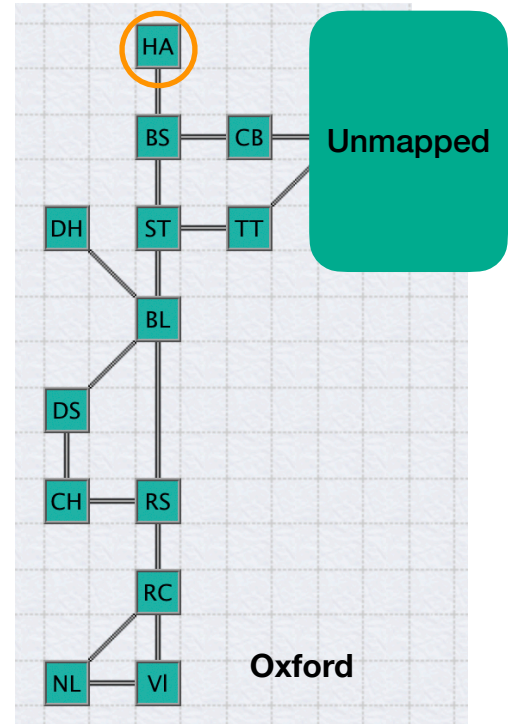 HA
BS CB Unmapped
DH ST TT
BL
DS
CH RS
RC
NL VI Oxford